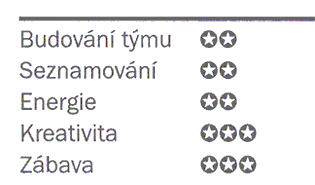 Budování týmu ✪✪
Seznamování ✪✪
Energie ✪✪
Kreativita ✪✪✪
Zábava ✪✪✪